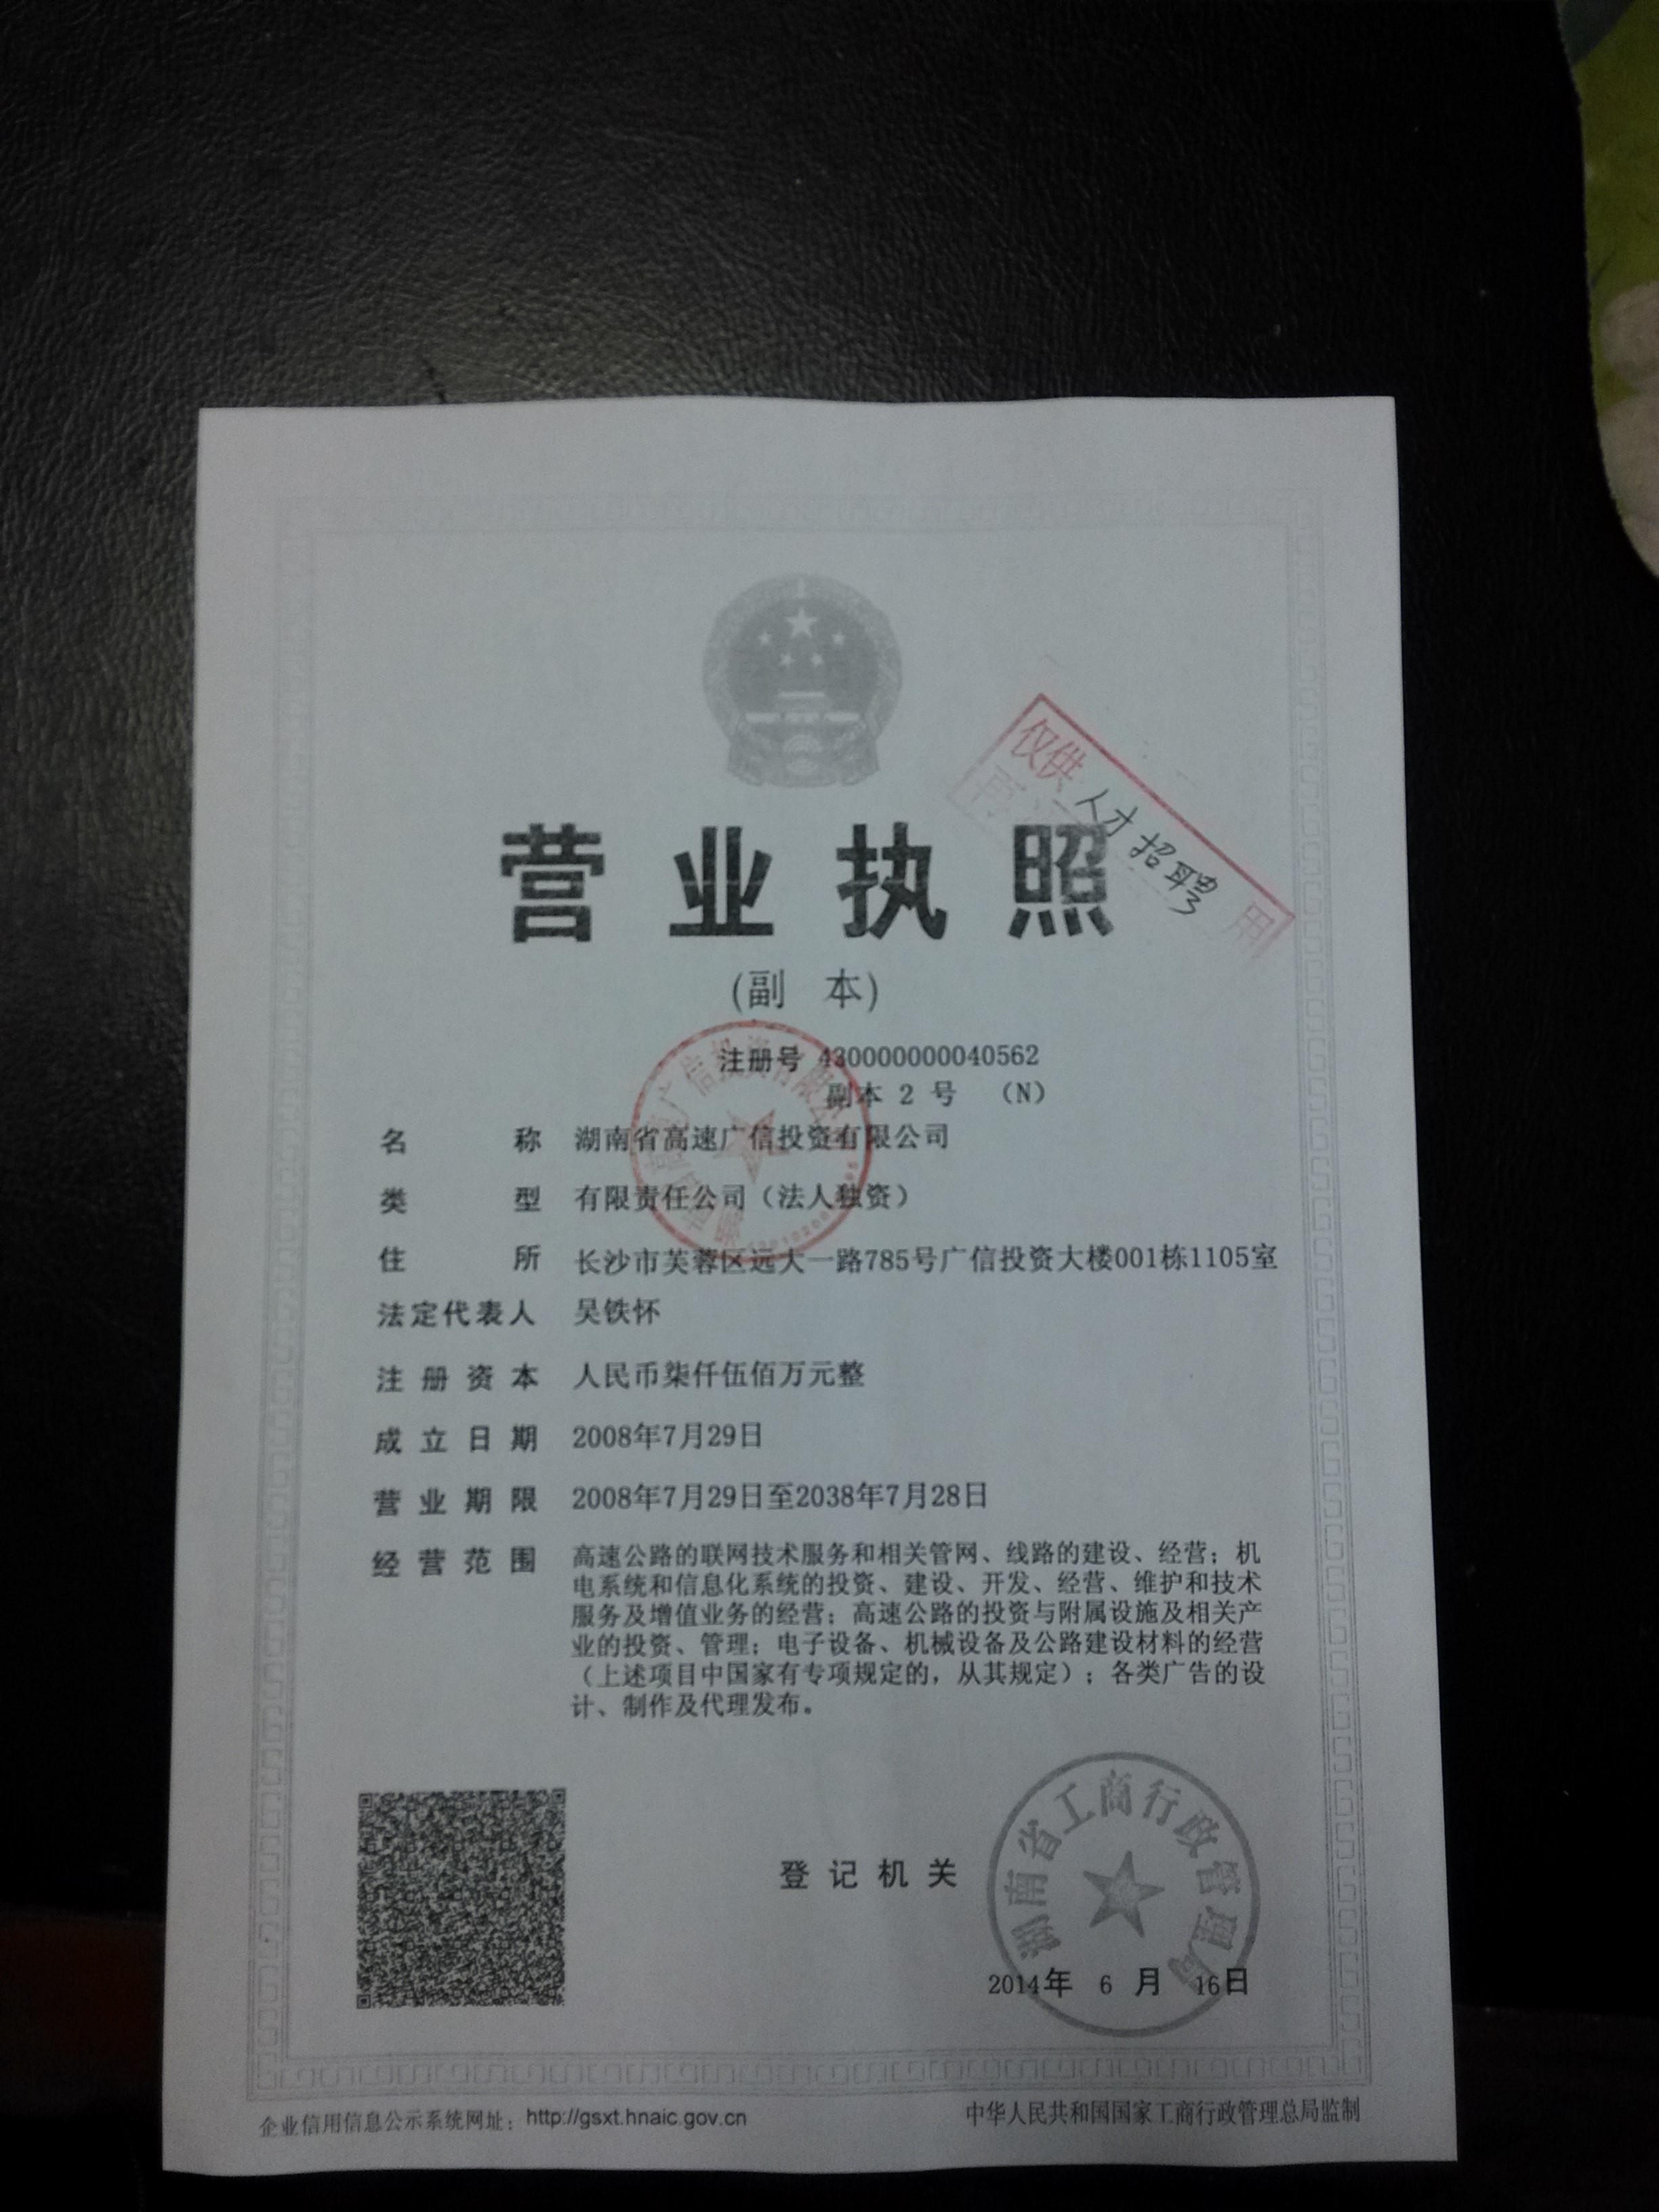 仅供人才招聘用
营业执照
(副 本)
注册号 430000000040562
副本 2 号 （N）
名 称 湖南省高速广信投资有限公司
类 型 有限责任公司（法人独资）
住 所 长沙市芙蓉区远大一路785号广信投资大楼001栋1105室
法定代表人 吴铁怀
注册资本 人民币柒仟伍佰万元整
成立日期 2008年7月29日
营业期限 2008年7月29日至2038年7月28日
经营范围 高速公路的联网技术服务和相关管网、线路的建设、经营；机
电系统和信息化系统的投资、建设、开发、经营、维护和技术
服务及增值业务的经营；高速公路的投资与附属设施及相关产
业的投资、管理；电子设备、机械设备及公路建设材料的经营
（上述项目中国家有专项规定的，从其规定）；各类广告的设
计、制作及代理发布。
登记机关
湖南省工商行政管理局
2014年 6 月 16日
企业信用信息公示系统网址：http://gsxt.hnaic.gov.cn
中华人民共和国国家工商行政管理总局监制